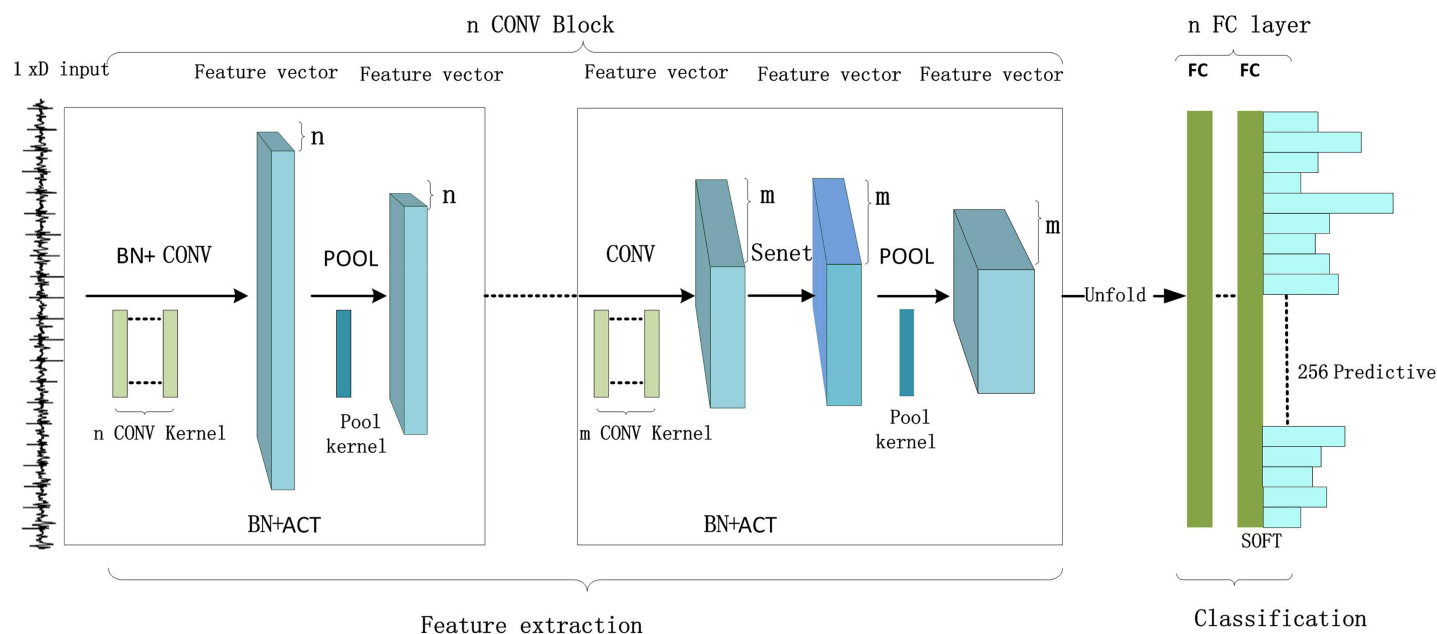 n CONV Block
n FC layer
1 xD input
Feature vector
Feature vector
Feature vector
Feature vector
Feature vector
FC
FC
n
n
m
m
m
BN+ CONV
POOL
CONV
Senet
POOL
Unfold
256 Predictive
n CONV Kernel
Pool
kernel
m CONV Kernel
Pool
kernel
BN+ACT
BN+ACT
SOFT
Feature extraction
Classification